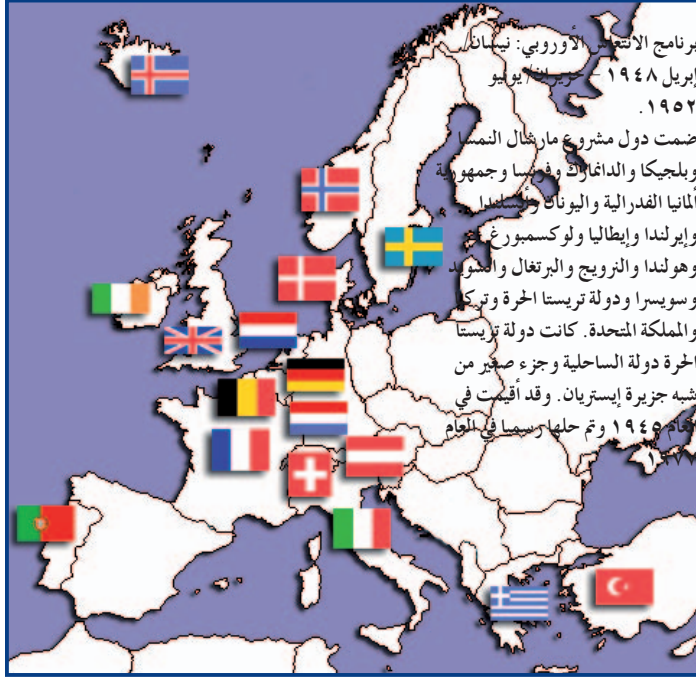 برنامج الانتعاش الأوروبي: نيسان/
إبريل ١٩٤٨ – حزيران/ يونيو
١٩٥٢.
ضمت دول مشروع مارشال النمسا
وبلجيكا والدانمارك وفرنسا وجمهورية
ألمانيا الفدرالية واليونان وأيسلندا
وإيرلندا وإيطاليا ولوكسمبورغ
وهولندا والنرويج والبرتغال والسويد
وسويسرا ودولة تريستا الحرة وتركيا
والمملكة المتحدة. كانت دولة تريستا
الحرة دولة الساحلية وجزء صغير من
شبه جزيرة إيستريان. وقد أقيمت في
العام ١٩٤٥ وتم حلها رسميا في العام